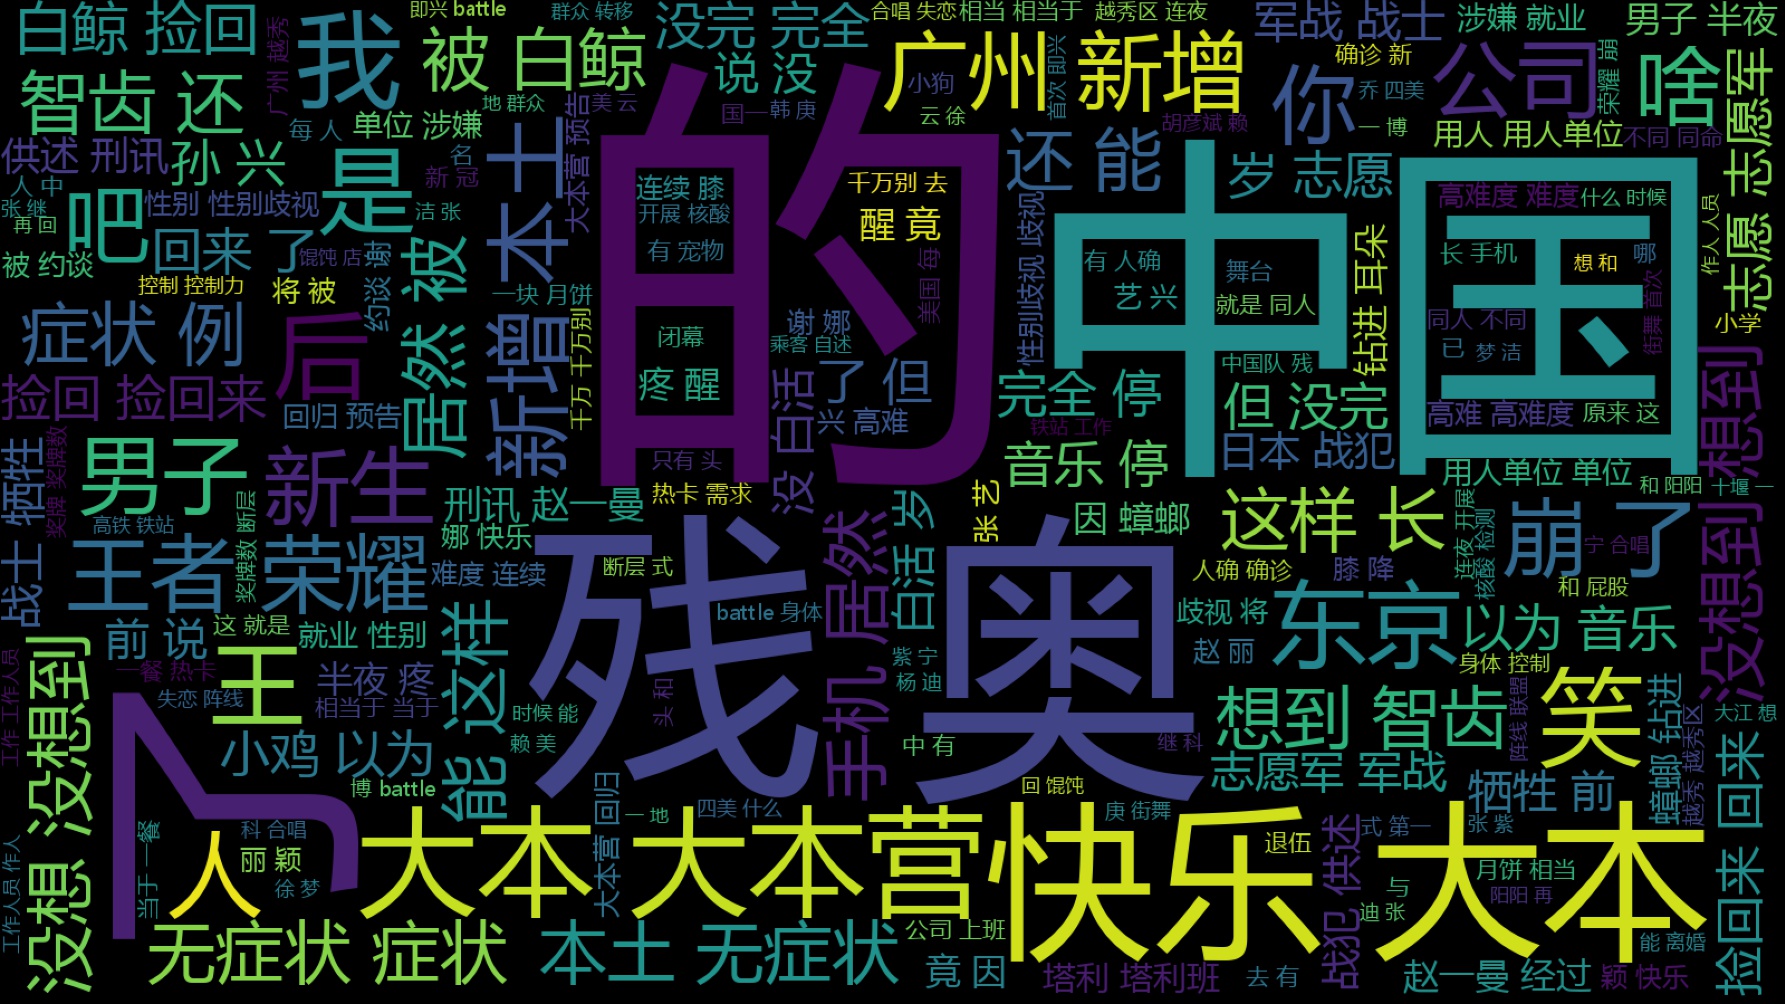 白鲸 捡回
广州 越秀
我
即兴 battle
被 白鲸
群众 转移
没完 完全
说 没
合唱 失恋
相当 相当于
越秀区 连夜
广州 新增
小狗
云 徐
首次 即兴
军战 战士
涉嫌 就业
男子 半夜
确诊 新
你
乔 四美
一 博
公司
荣耀 崩
啥
智齿 还
每 人
单位 涉嫌
地 群众
美 云
国一 韩 庚
胡彦斌 赖
用人 用人单位
不同 同命
志愿 志愿军
供述 刑讯
孙 兴
是
名
新 冠
本土
新增
大本营 预告
的
还 能
中国
岁 志愿
人 中
张 继
再 回
吧
性别 性别歧视
洁 张
连续 膝
开展 核酸
有 宠物
千万别 去
醒 竟
性别歧视 歧视
高难度 难度
什么 时候
作人 人员
被 约谈
回来 了
馄饨 店
约谈 谢
居然 被
控制 控制力
将 被
一块 月饼
千万 千万别
美国 每
有 人确
艺 兴
舞台
就是 同人
钻进 耳朵
长 手机
想 和
哪
同人 不同
已
梦 洁
街舞 首次
小学
症状 例
后
闭幕
疼 醒
谢 娜
乘客 自述
中国队 残
捡回 捡回来
回归 预告
没 白活
了 但
兴 高难
完全 停
铁站 工作
但 没完
高难 高难度
原来 这
没想到
牺牲
奖牌 奖牌数
男子
新生
只有 头
热卡 需求
音乐 停
日本 战犯
用人单位 单位
和 阳阳
十堰 一
高铁 铁站
奖牌数 断层
刑讯 赵一曼
娜 快乐
白活 岁
张 艺
因 蟑螂
这样 长
连夜 开展
核酸 检测
崩 了
宁 合唱
没想到
战士
王者 荣耀
难度 连续
断层 式
残奥
手机 居然
人确 确诊
膝 降
和 屁股
前 说
这 就是
就业 性别
能 这样
battle 身体
歧视 将
东京
以为 音乐
工作 工作人员
没想 没想到
一餐 热卡
失恋 阵线
王
半夜 疼
相当于 当于
时候 能
赖 美
头 和
紫 宁
杨 迪
赵 丽
身体 控制
想到 智齿
阵线 联盟
笑
蟑螂 钻进
越秀 越秀区
大江 想
小鸡 以为
中 有
继 科
志愿军 军战
牺牲 前
捡回来 回来
博 battle
大本营 回归
四美 什么
一 地
回 馄饨
庚 街舞
工作人员 作人
当于 一餐
人
科 合唱
丽 颖
徐 梦
大本 大本营
快乐 大本
退伍
战犯 供述
式 第一
张 紫
月饼 相当
与
迪 张
阳阳 再
无症状 症状
本土 无症状
公司 上班
竟 因
塔利 塔利班
去 有
赵一曼 经过
颖 快乐
能 离婚